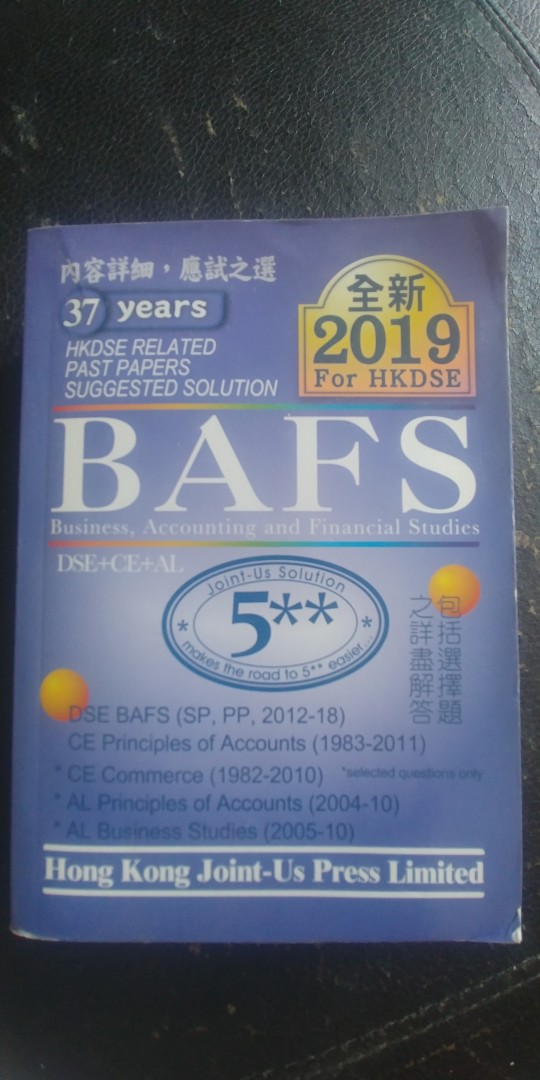 內容詳細，應試之選
37 years
HKDSE RELATED
PAST PAPERS
SUGGESTED SOLUTION
全新
2019
For HKDSE
BAFS
Business, Accounting and Financial Studies
DSE+CE+AL
Joint-Us Solution
* 5** *
makes the road to 5** easier...
包括選擇題
之詳盡解答
DSE BAFS (SP, PP, 2012-18)
CE Principles of Accounts (1983-2011)
* CE Commerce (1982-2010) *selected questions only
* AL Principles of Accounts (2004-10)
* AL Business Studies (2005-10)
Hong Kong Joint-Us Press Limited